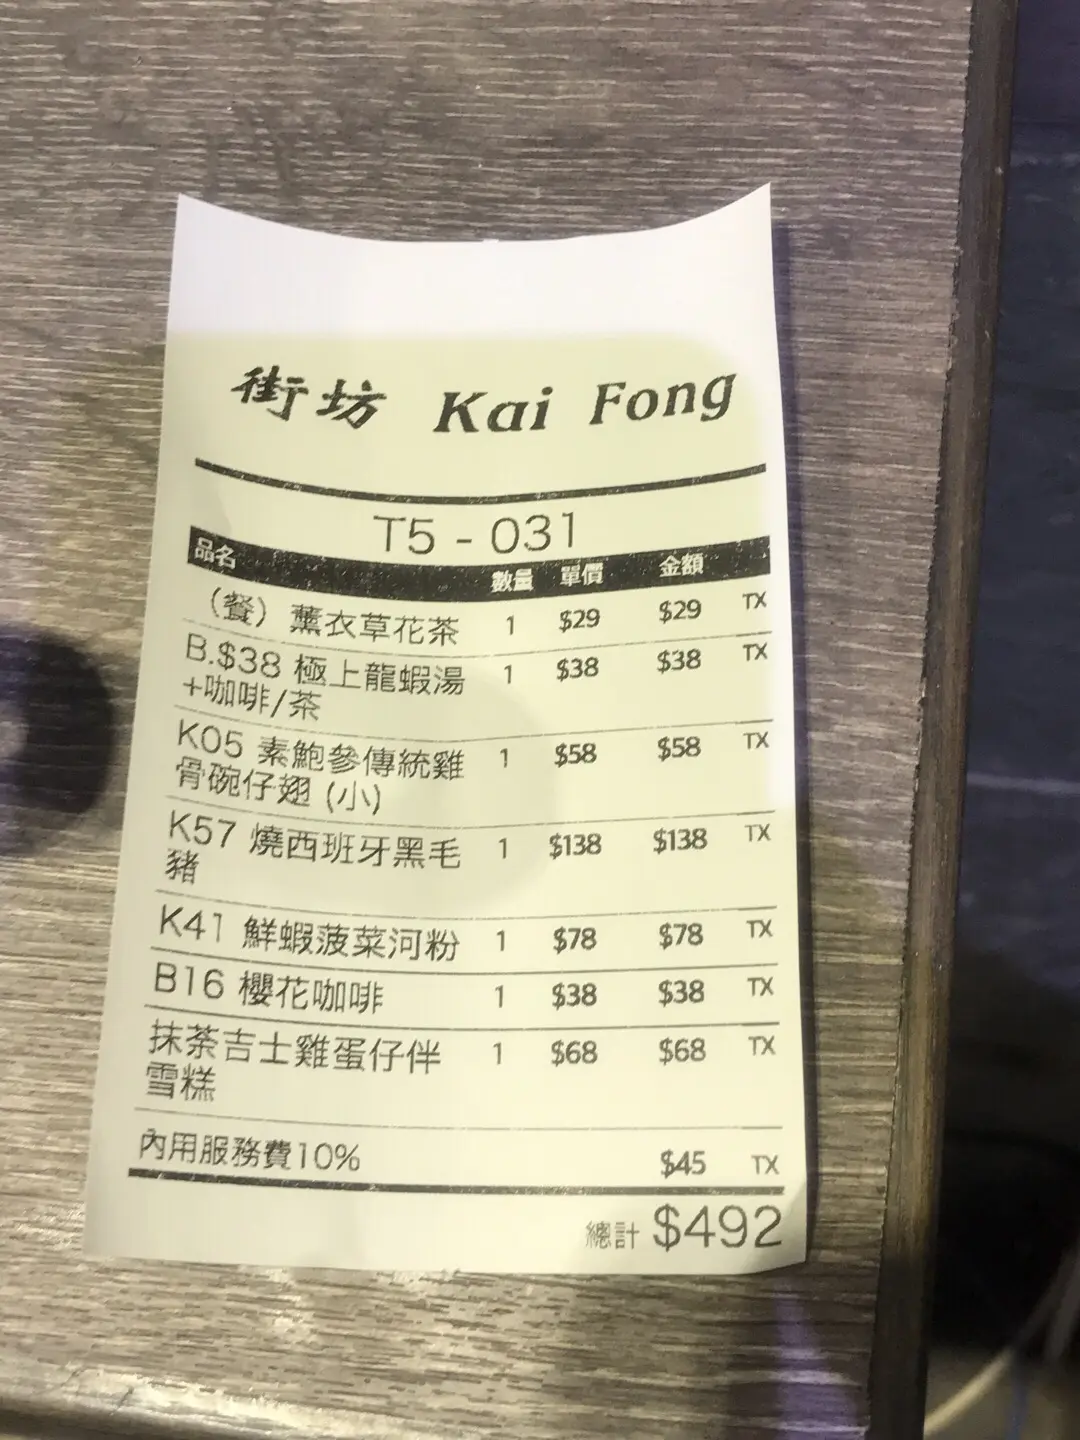 街坊 Kai Fong
T5 - 031
品名 數量 單價 金額
（餐）薰衣草花茶 1 $29 $29 TX
B.$38 極上龍蝦湯 1 $38 $38 TX
+咖啡/茶
K05 素鮑參傳統雞 1 $58 $58 TX
骨碗仔翅 (小)
K57 燒西班牙黑毛 1 $138 $138 TX
豬
K41 鮮蝦菠菜河粉 1 $78 $78 TX
B16 櫻花咖啡 1 $38 $38 TX
抹茶吉士雞蛋仔伴 1 $68 $68 TX
雪糕
內用服務費10% $45 TX
總計 $492